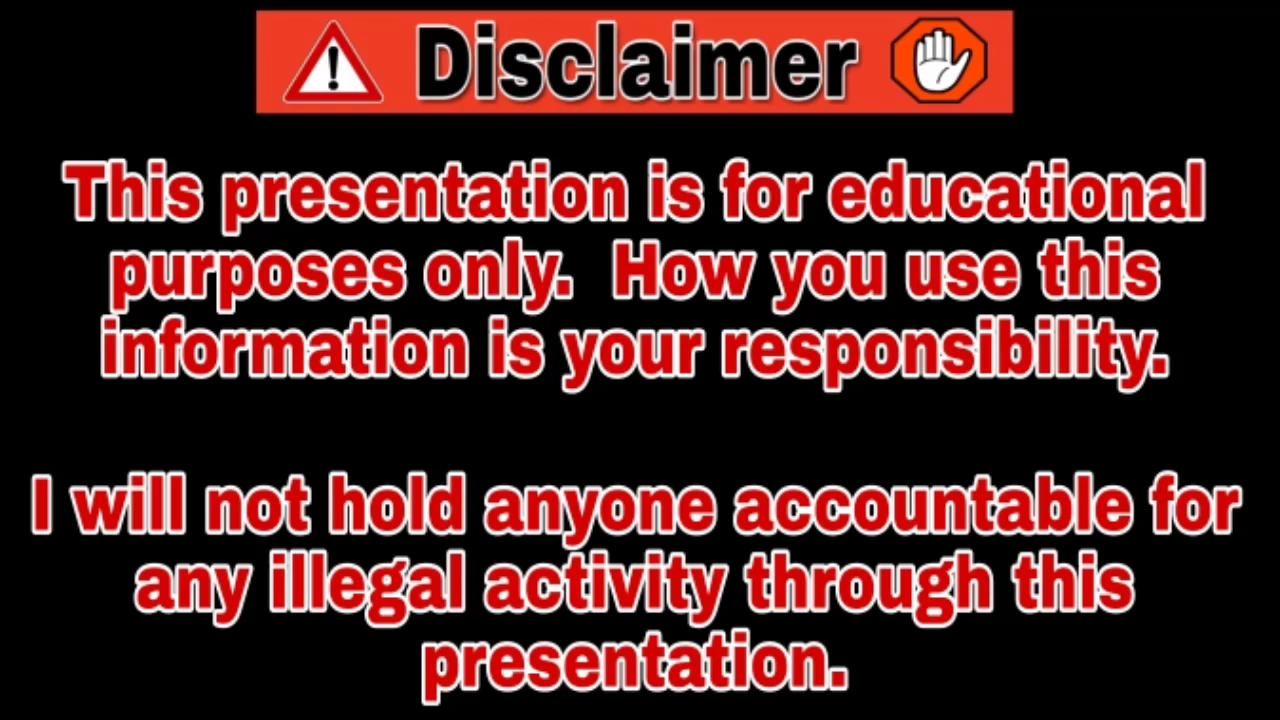 Disclaimer
This presentation is for educational
purposes only.  How you use this
information is your responsibility.
I will not hold anyone accountable for
any illegal activity through this
presentation.